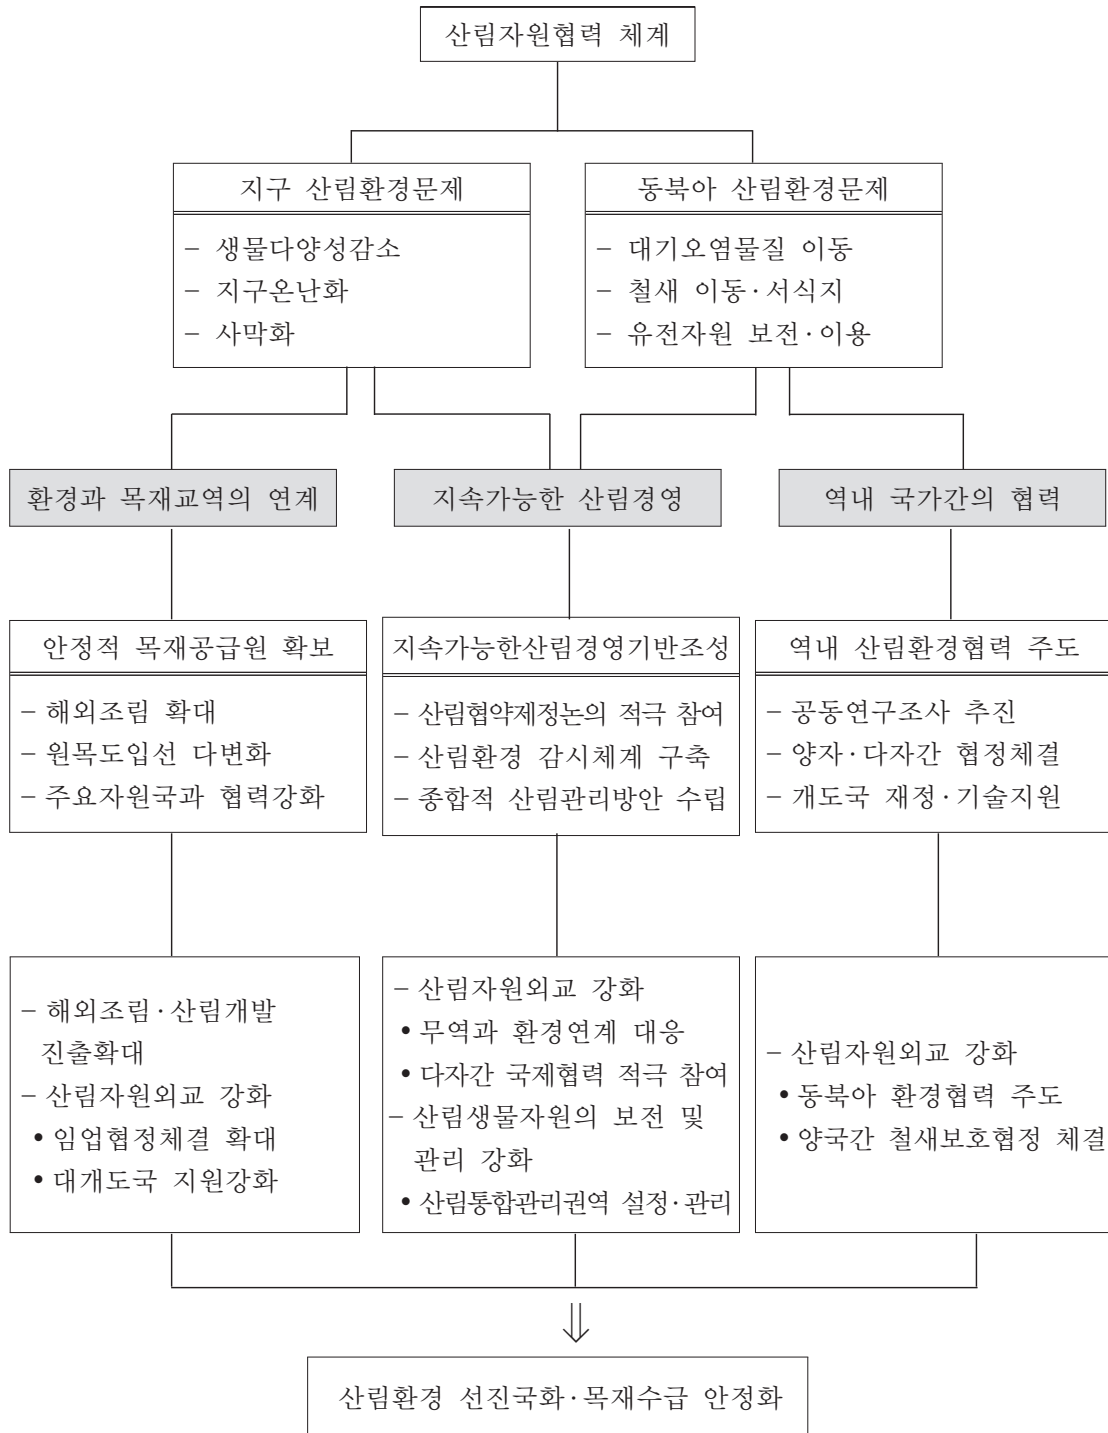 산림자원협력 체계
지구 산림환경문제
– 생물다양성감소
– 지구온난화
– 사막화
동북아 산림환경문제
– 대기오염물질 이동
– 철새 이동·서식지
– 유전자원 보전·이용
환경과 목재교역의 연계
지속가능한 산림경영
역내 국가간의 협력
안정적 목재공급원 확보
– 해외조림 확대
– 원목도입선 다변화
– 주요자원국과 협력강화
지속가능한산림경영기반조성
– 산림협약제정논의 적극 참여
– 산림환경 감시체계 구축
– 종합적 산림관리방안 수립
역내 산림환경협력 주도
– 공동연구조사 추진
– 양자·다자간 협정체결
– 개도국 재정·기술지원
– 해외조림·산림개발
진출확대
– 산림자원외교 강화
• 임업협정체결 확대
• 대개도국 지원강화
– 산림자원외교 강화
• 무역과 환경연계 대응
• 다자간 국제협력 적극 참여
– 산림생물자원의 보전 및
관리 강화
• 산림통합관리권역 설정·관리
– 산림자원외교 강화
• 동북아 환경협력 주도
• 양국간 철새보호협정 체결
⇓
산림환경 선진국화·목재수급 안정화